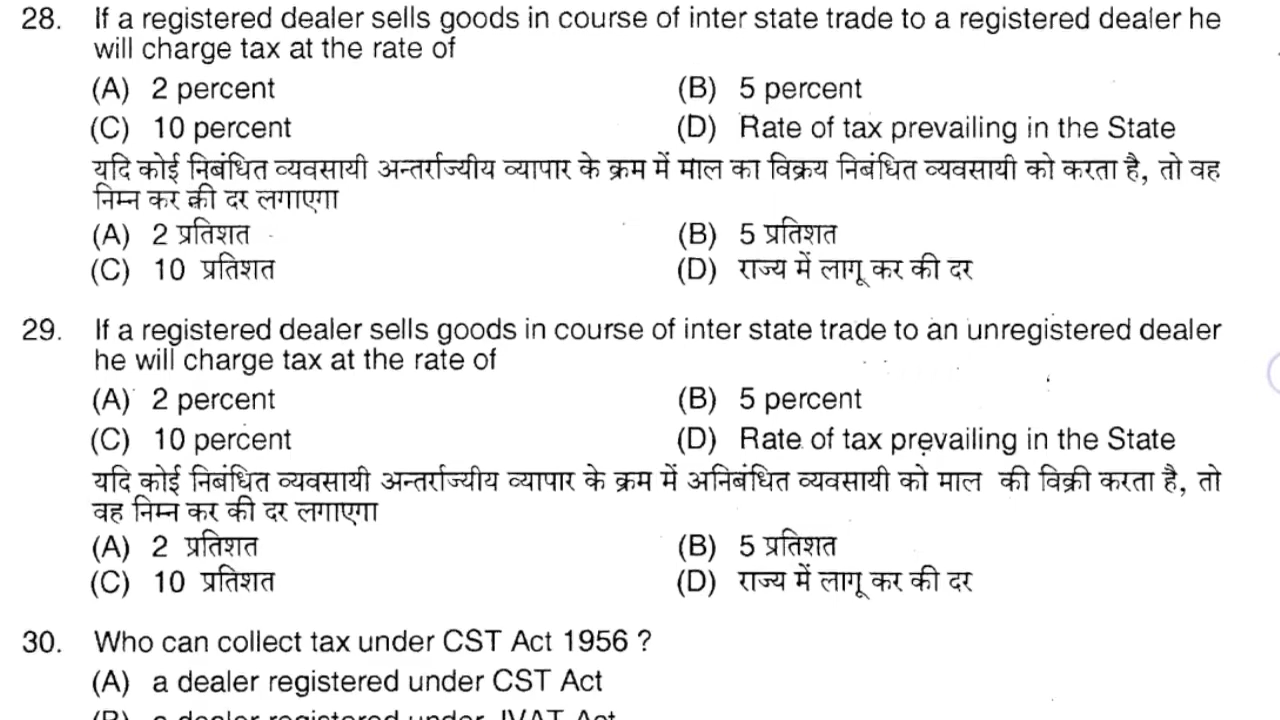 28. If a registered dealer sells goods in course of inter state trade to a registered dealer he
will charge tax at the rate of
(A) 2 percent (B) 5 percent
(C) 10 percent (D) Rate of tax prevailing in the State
यदि कोई निबंधित व्यवसायी अन्तर्राज्यीय व्यापार के क्रम में माल का विक्रय निबंधित व्यवसायी को करता है, तो वह
निम्न कर की दर लगाएगा
(A) 2 प्रतिशत (B) 5 प्रतिशत
(C) 10 प्रतिशत (D) राज्य में लागू कर की दर
29. If a registered dealer sells goods in course of inter state trade to an unregistered dealer
he will charge tax at the rate of
(A) 2 percent (B) 5 percent
(C) 10 percent (D) Rate of tax prevailing in the State
यदि कोई निबंधित व्यवसायी अन्तर्राज्यीय व्यापार के क्रम में अनिबंधित व्यवसायी को माल की विक्री करता है, तो
वह निम्न कर की दर लगाएगा
(A) 2 प्रतिशत (B) 5 प्रतिशत
(C) 10 प्रतिशत (D) राज्य में लागू कर की दर
30. Who can collect tax under CST Act 1956 ?
(A) a dealer registered under CST Act
(B) a dealer registered under JVAT Act